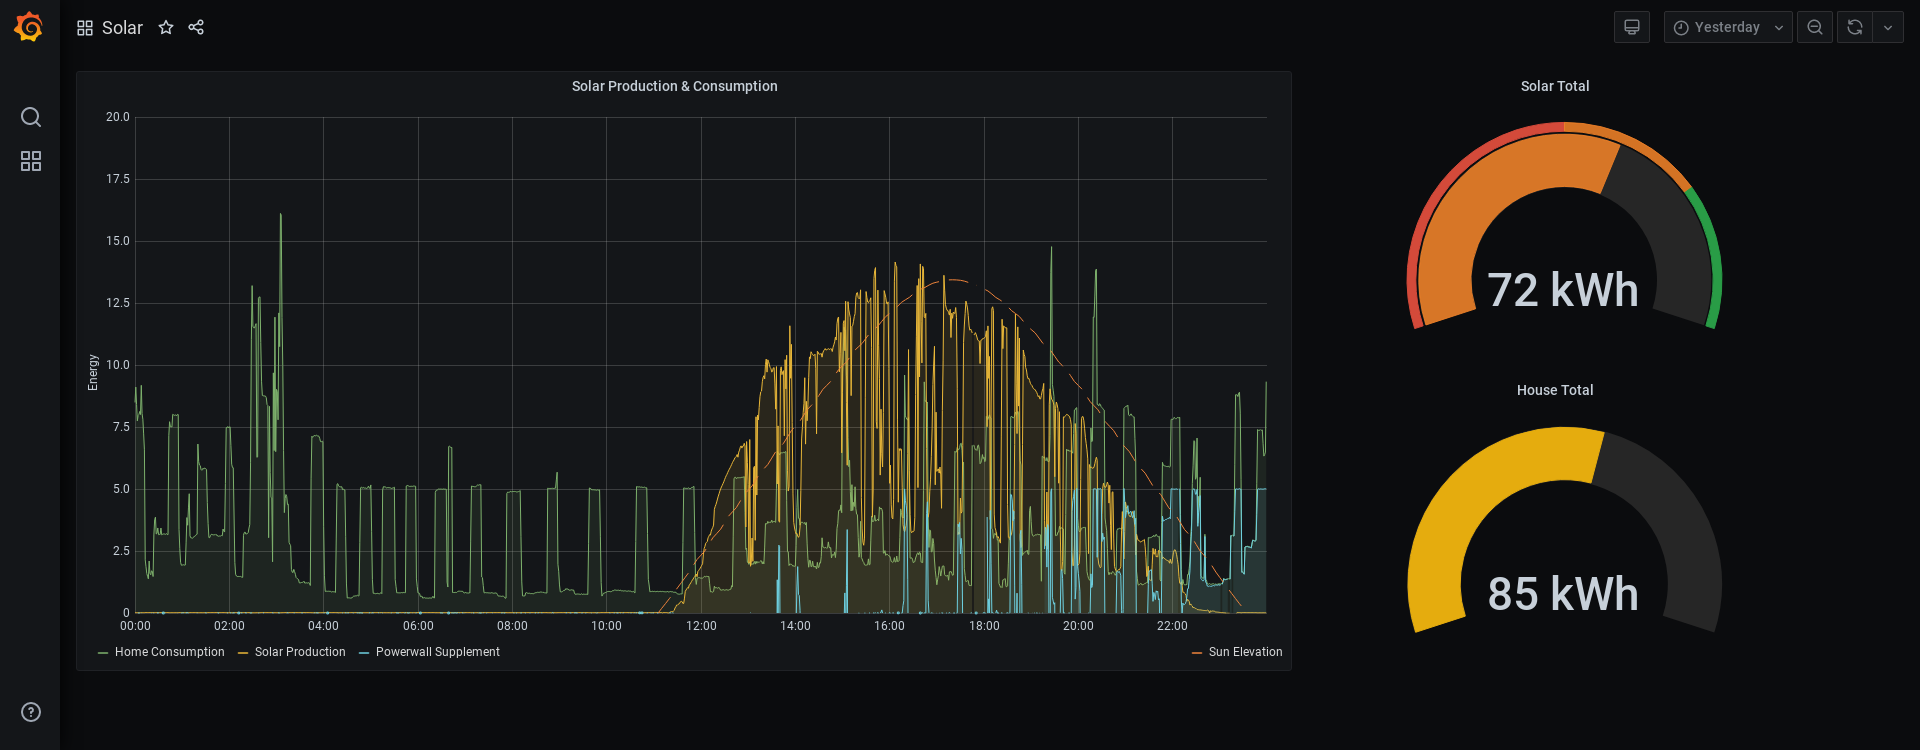 Solar
Yesterday
Solar Production & Consumption
20.0
17.5
15.0
12.5
10.0
7.5
5.0
2.5
0
Energy
00:00 02:00 04:00 06:00 08:00 10:00 12:00 14:00 16:00 18:00 20:00 22:00
Home Consumption Solar Production Powerwall Supplement Sun Elevation
Solar Total
72 kWh
House Total
85 kWh